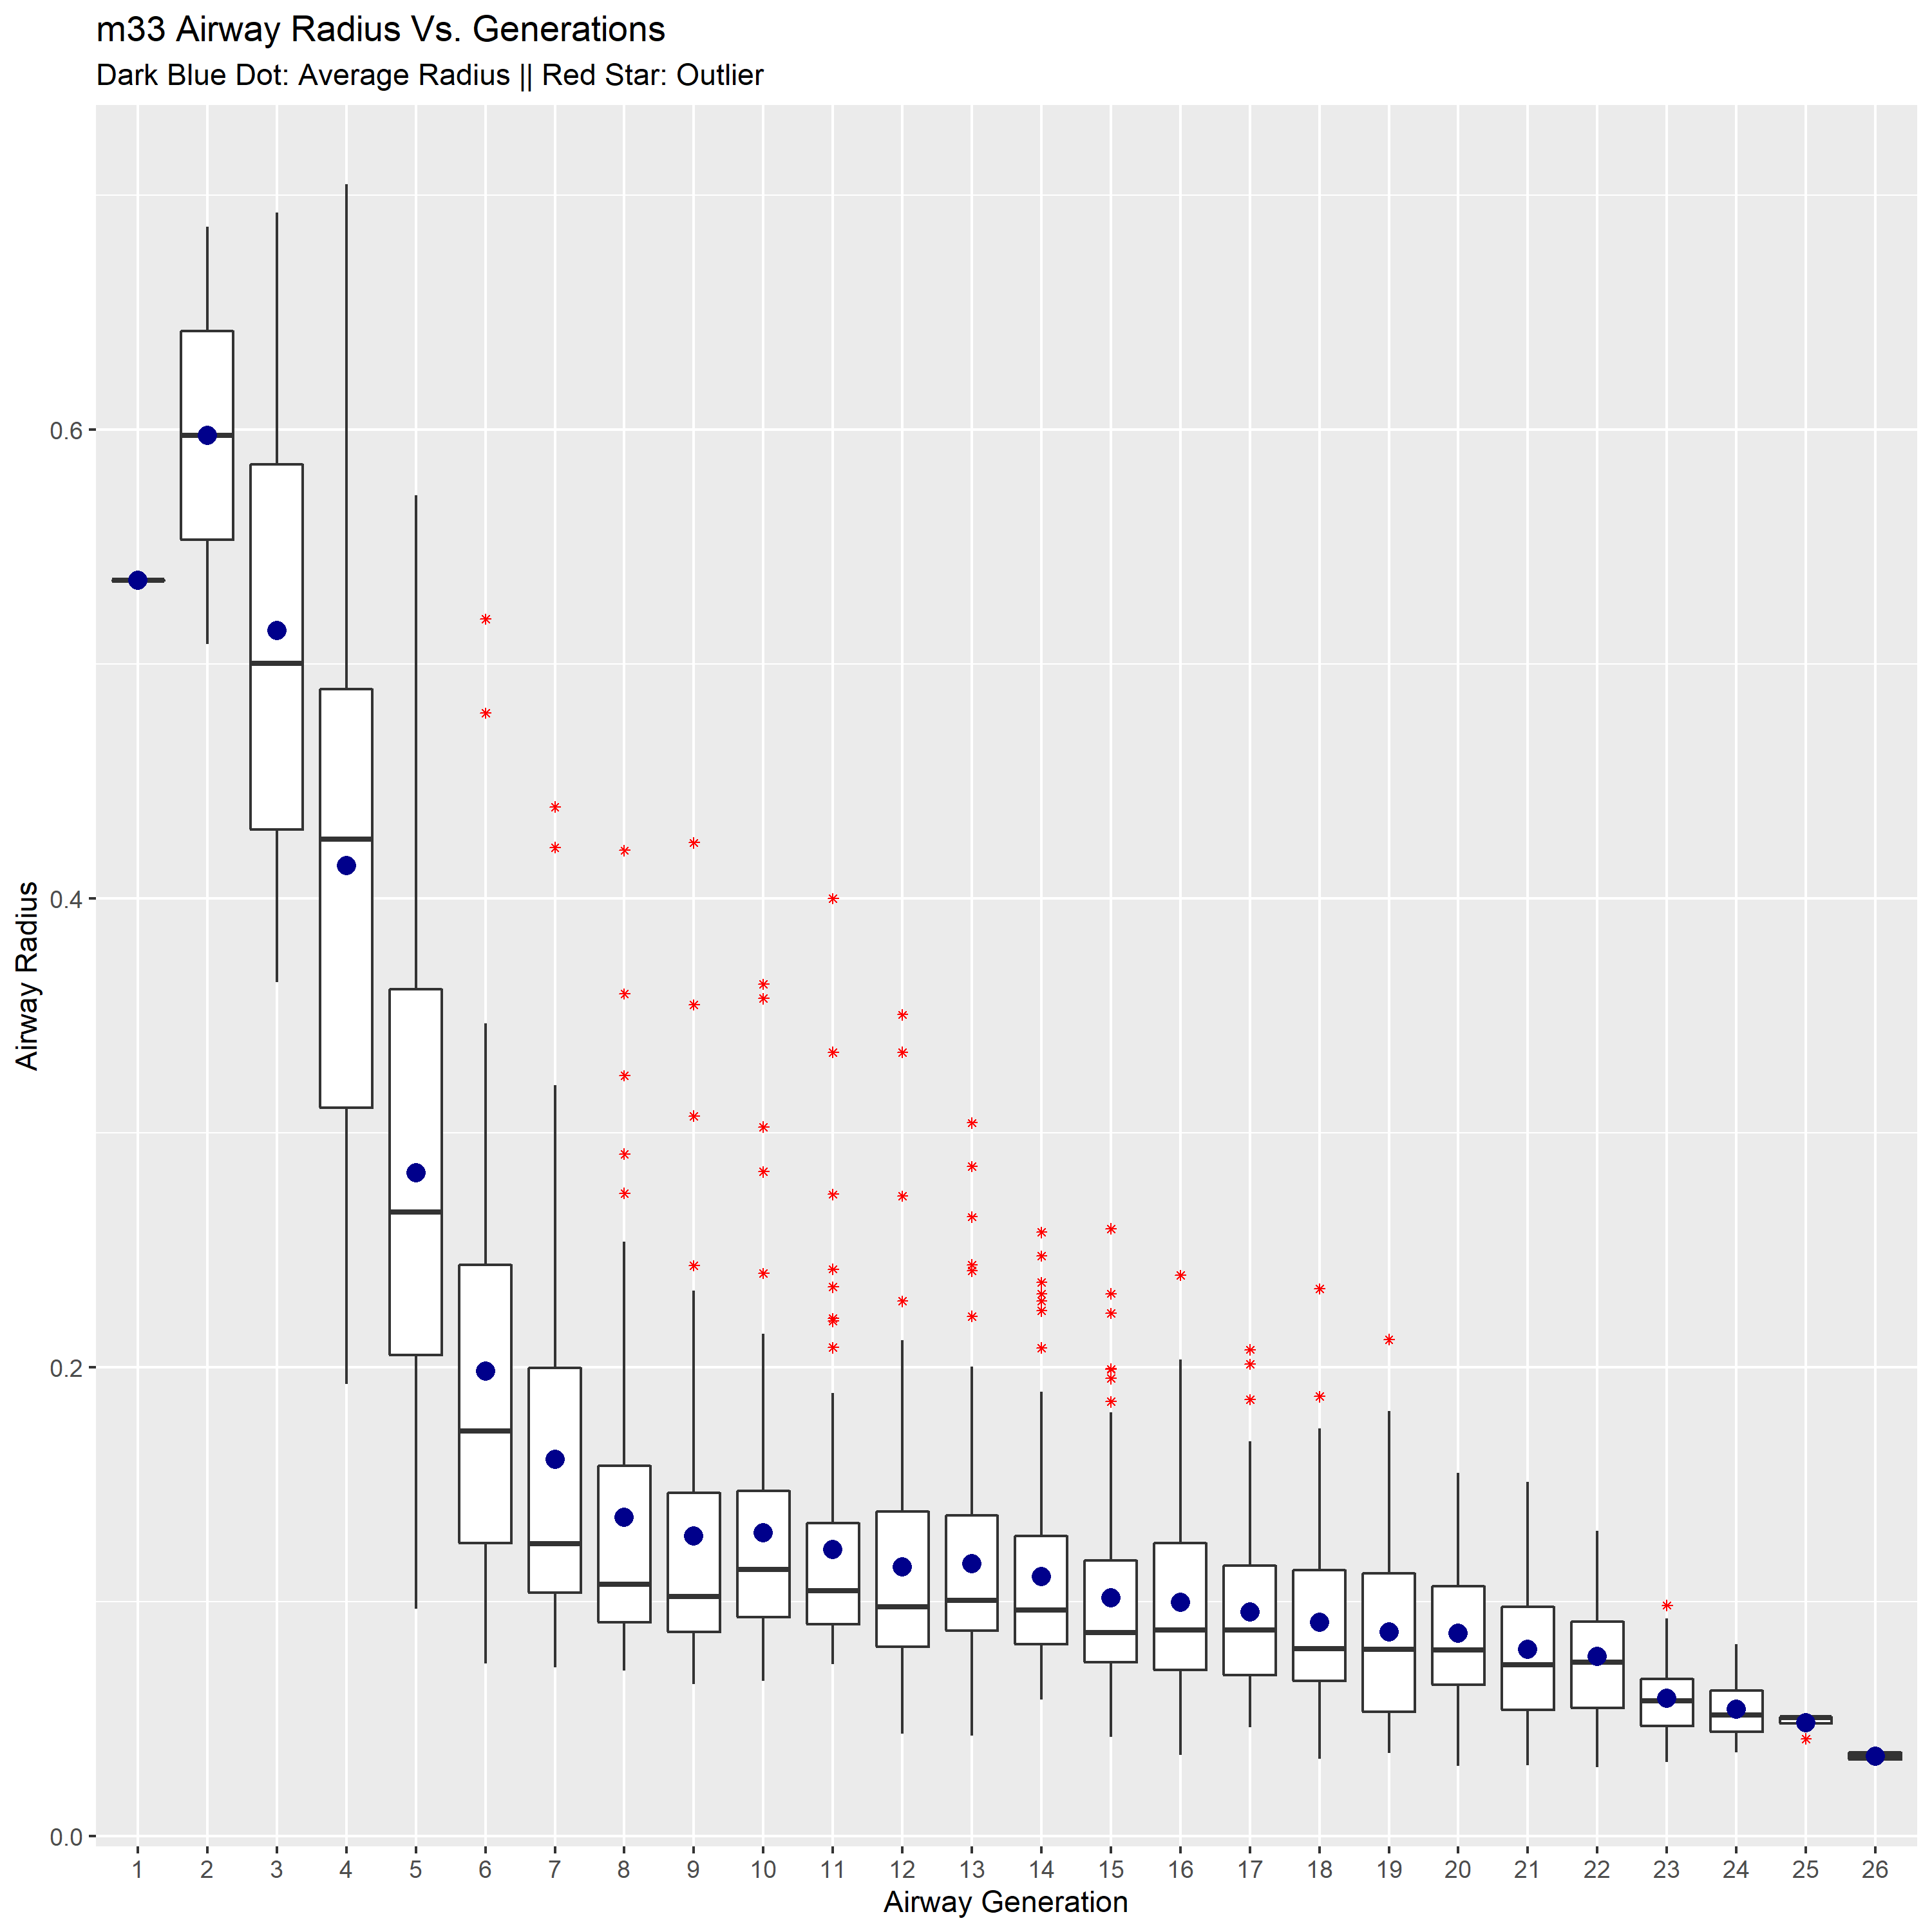 m33 Airway Radius Vs. Generations
Dark Blue Dot: Average Radius || Red Star: Outlier
Airway Radius
0.6
0.4
0.2
0.0
1 2 3 4 5 6 7 8 9 10 11 12 13 14 15 16 17 18 19 20 21 22 23 24 25 26
Airway Generation